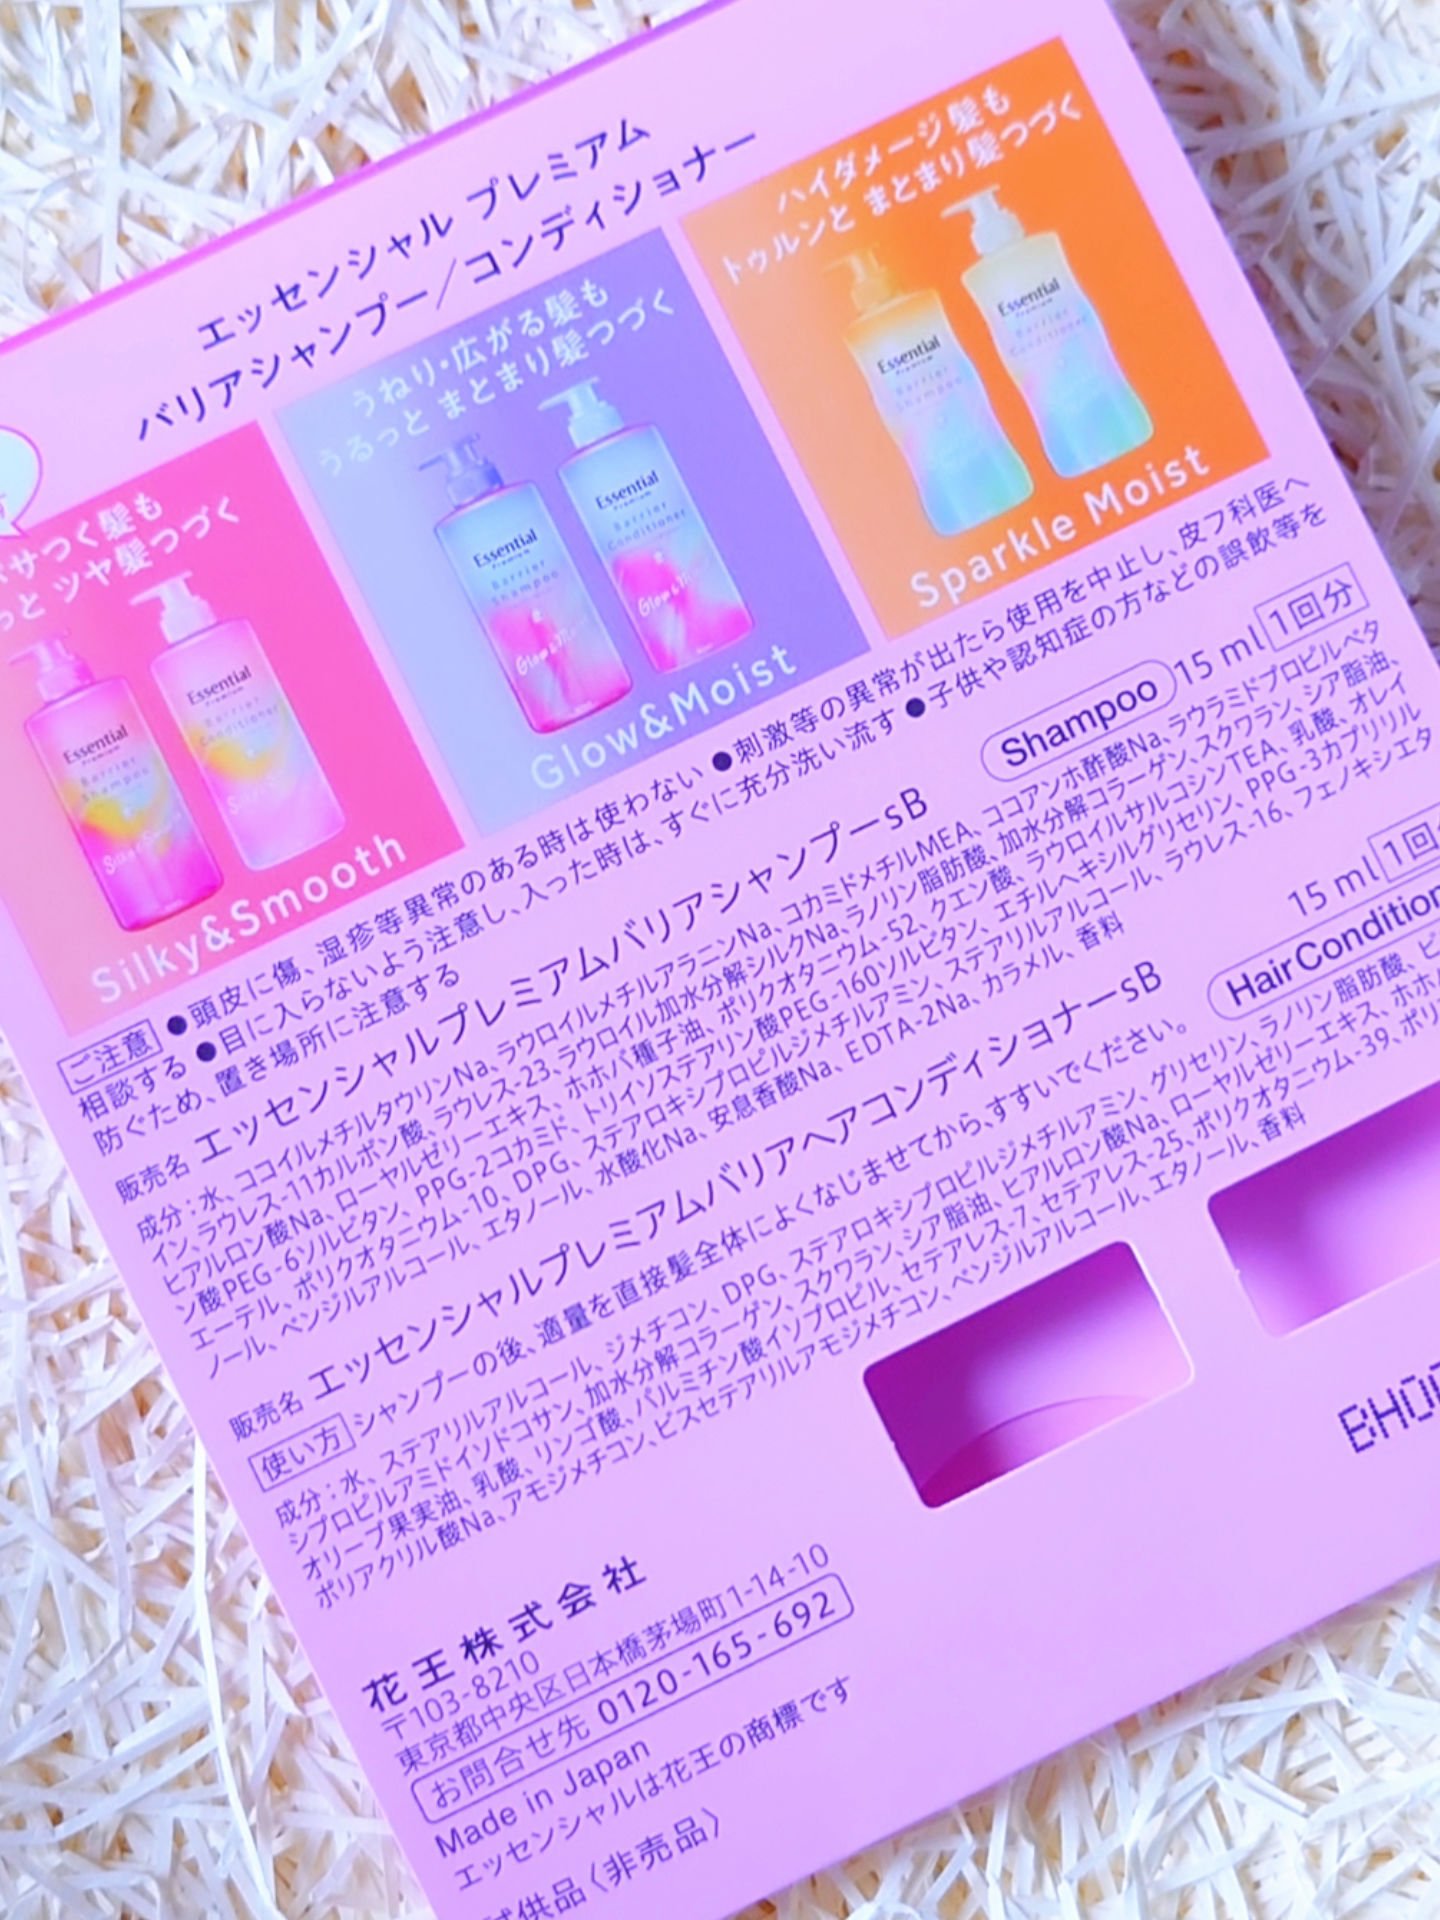 エッセンシャル プレミアム
バリアシャンプー/コンディショナー
サつく髪も
っと ツヤ髪つづく
Essential
Premium
Barrier
Shampoo
Essential
Premium
Barrier
Conditioner
Silky&Smooth
うねり・広がる髪も
うるっと まとまり髪つづく
Essential
Premium
Barrier
Shampoo
Essential
Premium
Barrier
Conditioner
Glow&Moist
ハイダメージ髪も
トゥルンと まとまり髪つづく
Essential
Premium
Barrier
Shampoo
Essential
Premium
Barrier
Conditioner
Sparkle Moist
ご注意 ●頭皮に傷、湿疹等異常のある時は使わない ●刺激等の異常が出たら使用を中止し、皮フ科医へ
相談する ●目に入らないよう注意し、入った時は、すぐに充分洗い流す ●子供や認知症の方などの誤飲等を
防ぐため、置き場所に注意する
販売名 エッセンシャルプレミアムバリアシャンプーsB Shampoo 15 ml 1回分
成分：水、ココイルメチルタウリンNa、ラウロイルメチルアラニンNa、コカミドメチルMEA、ココアンホ酢酸Na、ラウラミドプロピルベタ
イン、ラウレス-11カルボン酸、ラウレス-23、ラウロイル加水分解シルクNa、ラノリン脂肪酸、加水分解コラーゲン、スクワラン、シア脂油、
ヒアルロン酸Na、ローヤルゼリーエキス、ホホバ種子油、ポリクオタニウム-52、クエン酸、ラウロイルサルコシンTEA、乳酸、オレイ
ン酸PEG-6ソルビタン、PPG-2コカミド、トリイソステアリン酸PEG-160ソルビタン、エチルヘキシルグリセリン、PPG-3カプリリル
エーテル、ポリクオタニウム-10、DPG、ステアロキシプロピルジメチルアミン、ステアリルアルコール、ラウレス-16、フェノキシエタ
ノール、ベンジルアルコール、エタノール、水酸化Na、安息香酸Na、EDTA-2Na、カラメル、香料
15 ml 1回
販売名 エッセンシャルプレミアムバリアヘアコンディショナーsB Hair Condition
使い方 シャンプーの後、適量を直接髪全体によくなじませてから、すすいでください。
成分：水、ステアリルアルコール、ジメチコン、DPG、ステアロキシプロピルジメチルアミン、グリセリン、ラノリン脂肪酸、
シプロピルアミドイソドコサン、加水分解コラーゲン、スクワラン、シア脂油、ヒアルロン酸Na、ローヤルゼリーエキス、ホホ
オリーブ果実油、乳酸、リンゴ酸、パルミチン酸イソプロピル、セテアレス-7、セテアレス-25、ポリクオタニウム-39、ポリ
ポリアクリル酸Na、アモジメチコン、ビスセテアリルアモジメチコン、ベンジルアルコール、エタノール、香料
花王株式会社
〒103-8210
東京都中央区日本橋茅場町1-14-10
お問合せ先 0120-165-692
Made in Japan
エッセンシャルは花王の商標です
試供品〈非売品〉